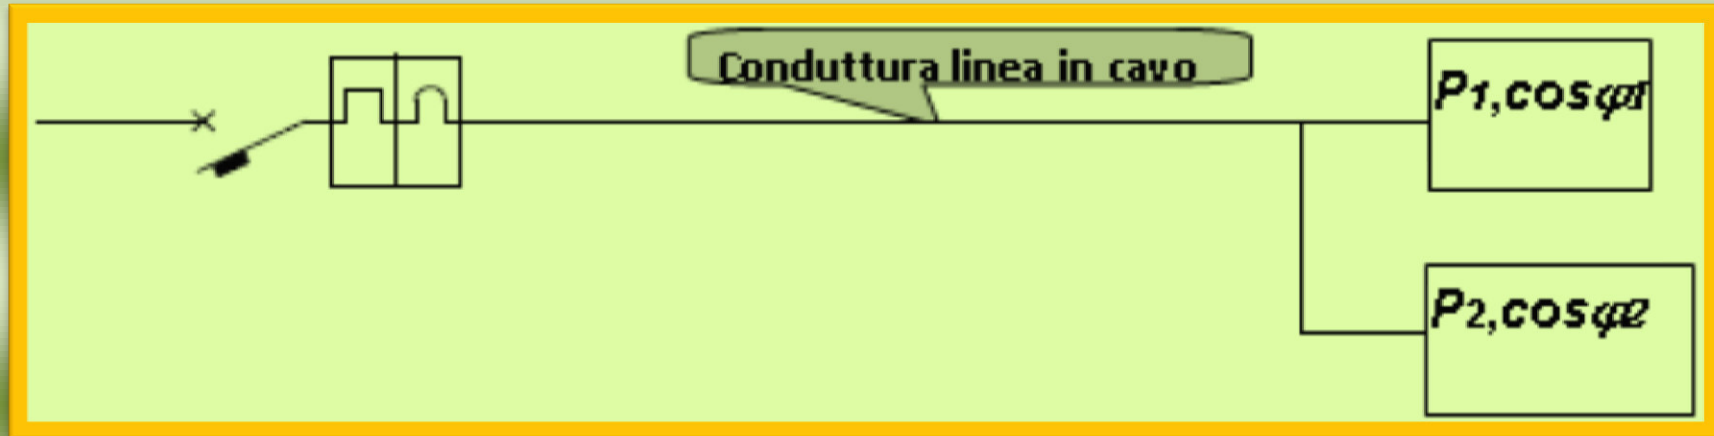 Conduttura linea in cavo
P1,cosφ1
P2,cosφ2